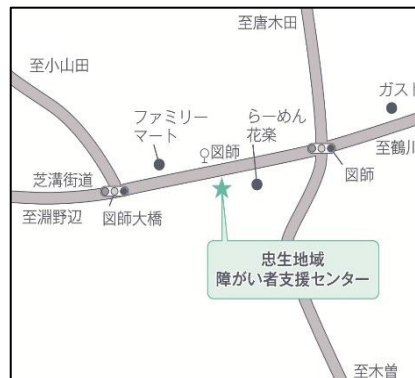 至唐木田
至小山田
ガスト
ファミリー
マート
らーめん
花楽
図師
至鶴川
図師
芝溝街道
図師大橋
至淵野辺
忠生地域
障がい者支援センター
至木曽